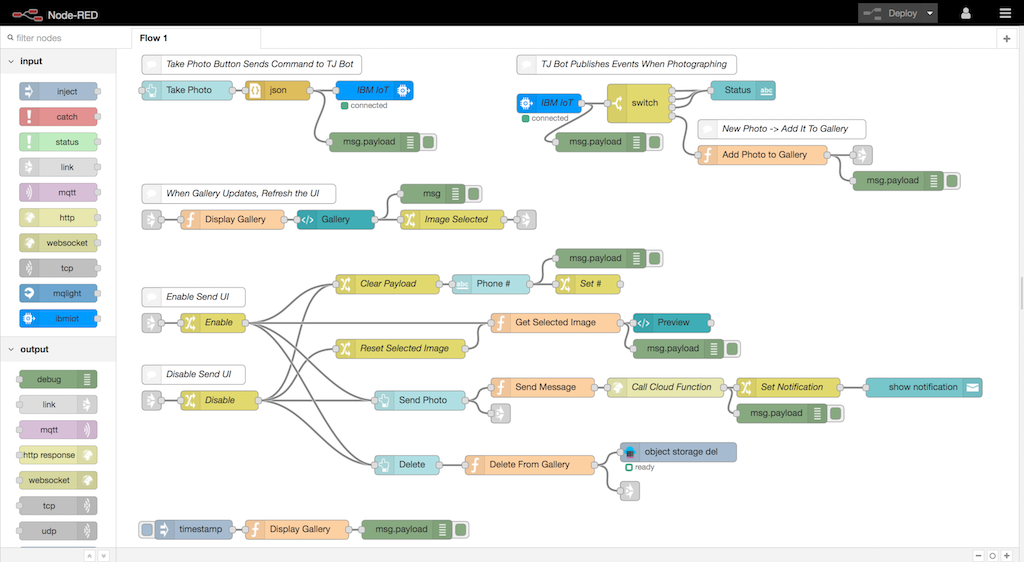 Node-RED
Deploy
filter nodes
Flow 1
input
inject
catch
status
link
mqtt
http
websocket
tcp
mqlight
ibmiot
output
debug
link
mqtt
http response
websocket
tcp
udp
Take Photo Button Sends Command to TJ Bot
Take Photo
json
IBM IoT
connected
msg.payload
TJ Bot Publishes Events When Photographing
IBM IoT
connected
switch
Status
abc
msg.payload
New Photo -> Add It To Gallery
Add Photo to Gallery
msg.payload
When Gallery Updates, Refresh the UI
msg
Display Gallery
Gallery
Image Selected
msg.payload
Clear Payload
abc
Phone #
Set #
Enable Send UI
Enable
Get Selected Image
Preview
Reset Selected Image
msg.payload
Disable Send UI
Disable
Send Photo
Send Message
Call Cloud Function
Set Notification
show notification
msg.payload
Delete
Delete From Gallery
object storage del
ready
timestamp
Display Gallery
msg.payload